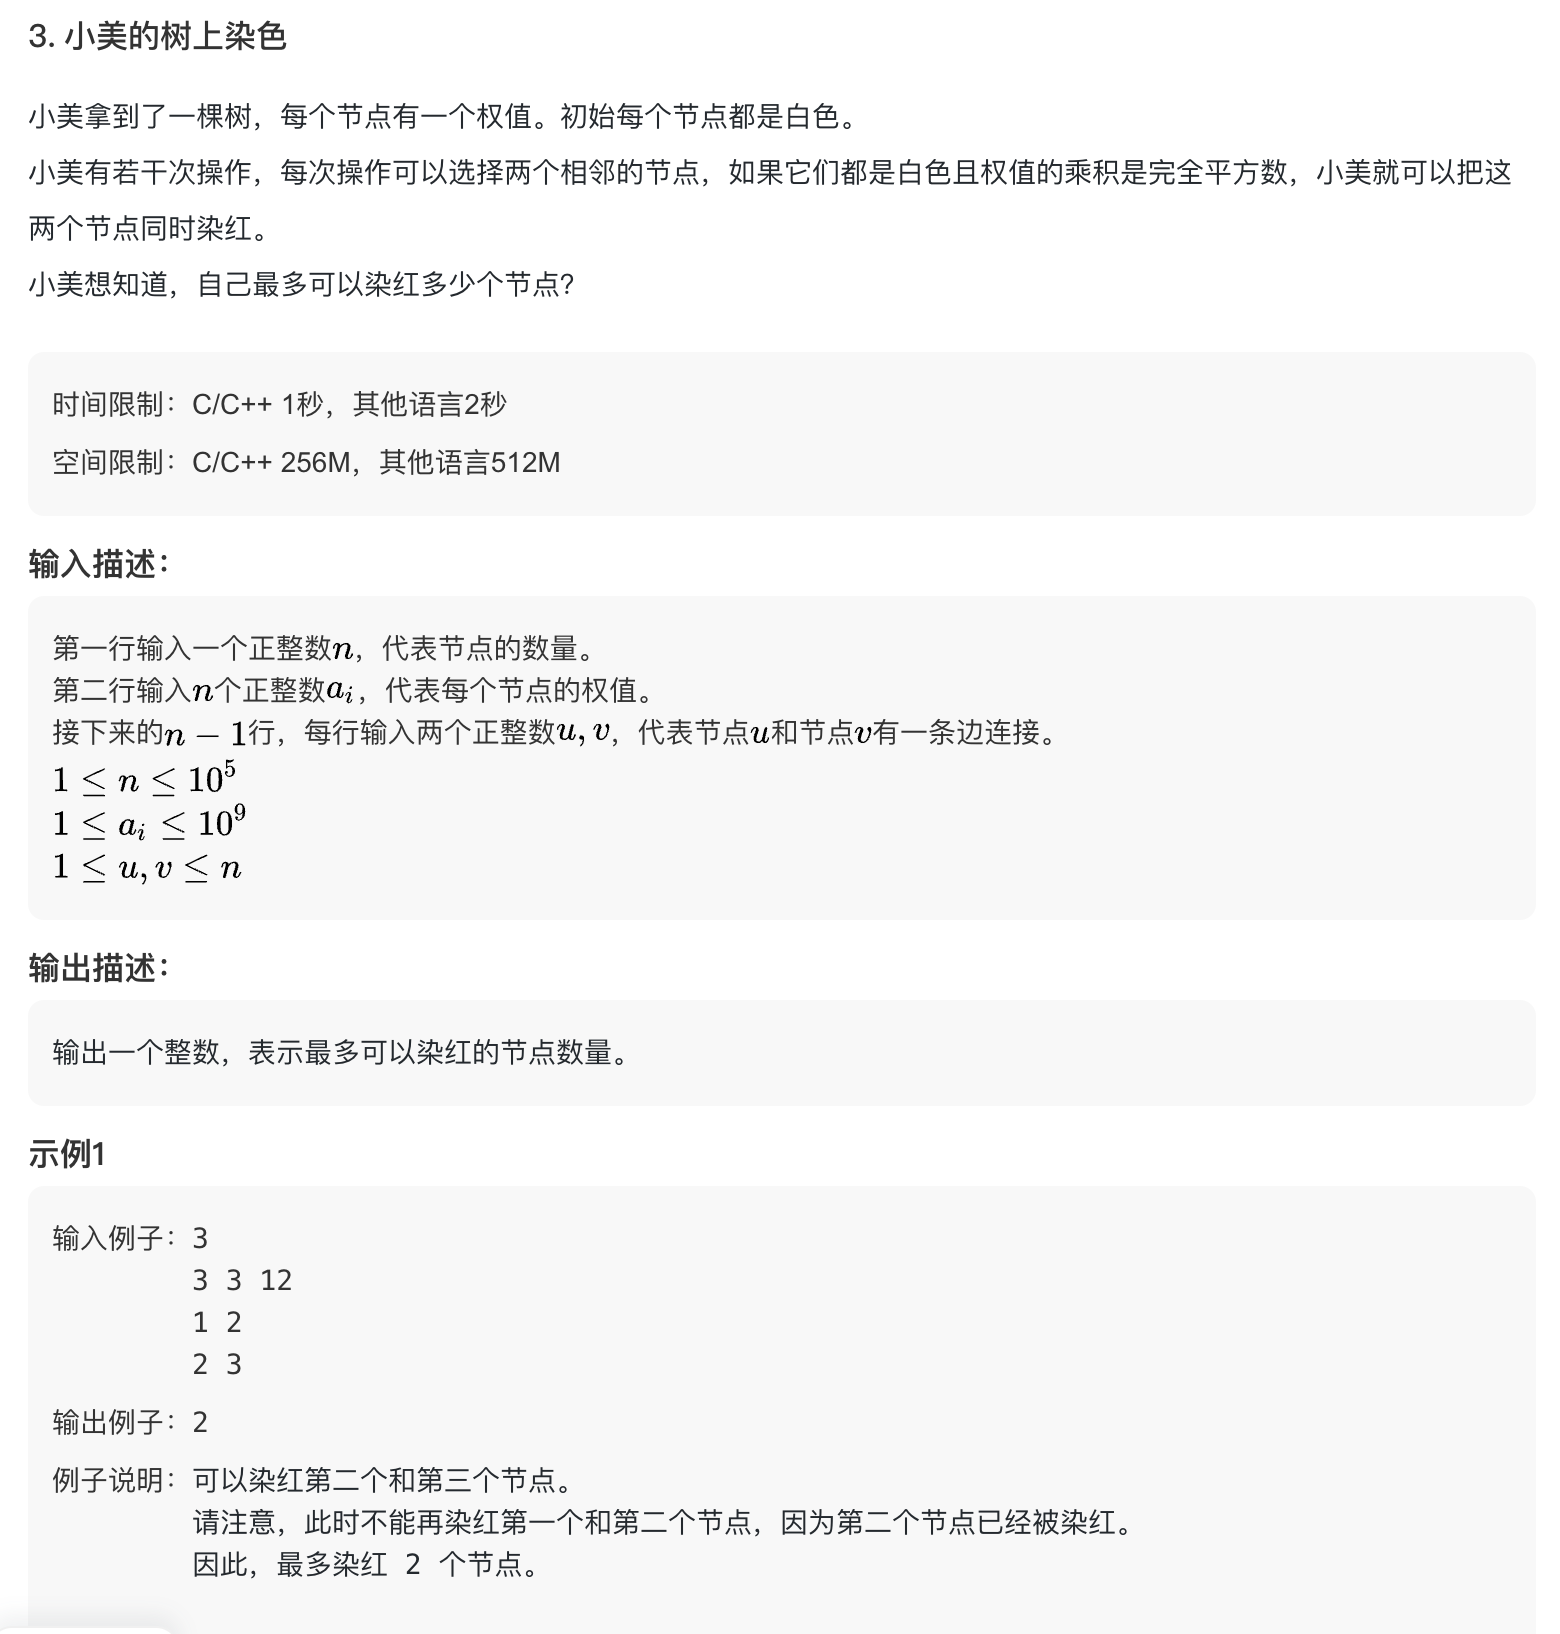 3. 小美的树上染色
小美拿到了一棵树，每个节点有一个权值。初始每个节点都是白色。
小美有若干次操作，每次操作可以选择两个相邻的节点，如果它们都是白色且权值的乘积是完全平方数，小美就可以把这
两个节点同时染红。
小美想知道，自己最多可以染红多少个节点?
时间限制：C/C++ 1秒，其他语言2秒
空间限制：C/C++ 256M，其他语言512M
输入描述：
第一行输入一个正整数n，代表节点的数量。
第二行输入n个正整数a_i，代表每个节点的权值。
接下来的n − 1行，每行输入两个正整数u, v，代表节点u和节点v有一条边连接。
1 ≤ n ≤ 10^5
1 ≤ a_i ≤ 10^9
1 ≤ u, v ≤ n
输出描述：
输出一个整数，表示最多可以染红的节点数量。
示例1
输入例子：3
3 3 12
1 2
2 3
输出例子：2
例子说明：可以染红第二个和第三个节点。
请注意，此时不能再染红第一个和第二个节点，因为第二个节点已经被染红。
因此，最多染红 2 个节点。